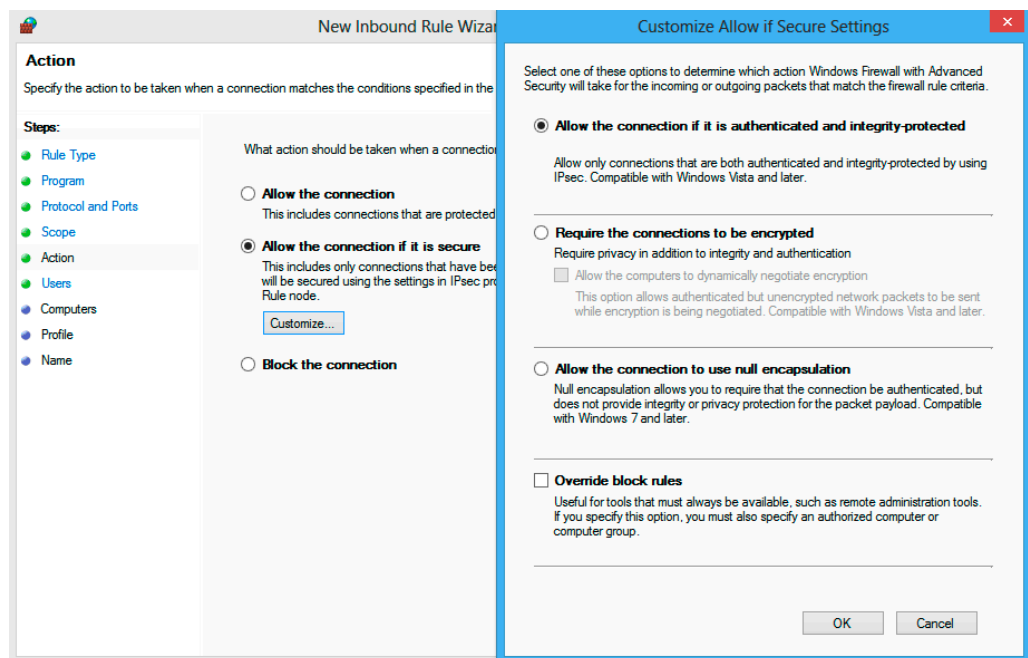 New Inbound Rule Wizar
Action
Specify the action to be taken when a connection matches the conditions specified in the
Steps:
Rule Type
Program
Protocol and Ports
Scope
Action
Users
Computers
Profile
Name
What action should be taken when a connection
Allow the connection
This includes connections that are protected
Allow the connection if it is secure
This includes only connections that have bee
will be secured using the settings in IPsec pro
Rule node.
Customize...
Block the connection
Customize Allow if Secure Settings
Select one of these options to determine which action Windows Firewall with Advanced
Security will take for the incoming or outgoing packets that match the firewall rule criteria.
Allow the connection if it is authenticated and integrity-protected
Allow only connections that are both authenticated and integrity-protected by using
IPsec. Compatible with Windows Vista and later.
Require the connections to be encrypted
Require privacy in addition to integrity and authentication
Allow the computers to dynamically negotiate encryption
This option allows authenticated but unencrypted network packets to be sent
while encryption is being negotiated. Compatible with Windows Vista and later.
Allow the connection to use null encapsulation
Null encapsulation allows you to require that the connection be authenticated, but
does not provide integrity or privacy protection for the packet payload. Compatible
with Windows 7 and later.
Override block rules
Useful for tools that must always be available, such as remote administration tools.
If you specify this option, you must also specify an authorized computer or
computer group.
OK
Cancel